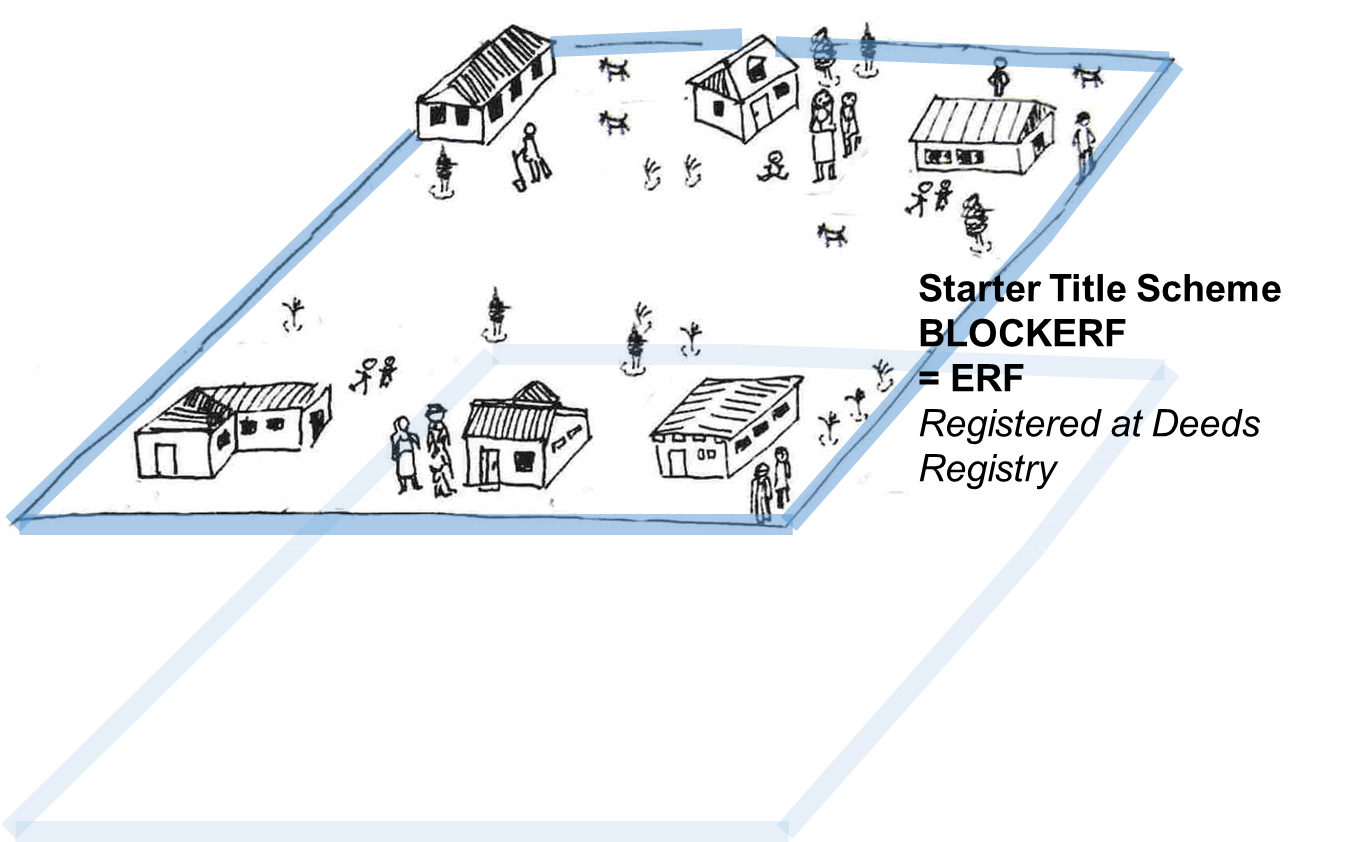 Starter Title Scheme
BLOCKERF
= ERF
Registered at Deeds
Registry